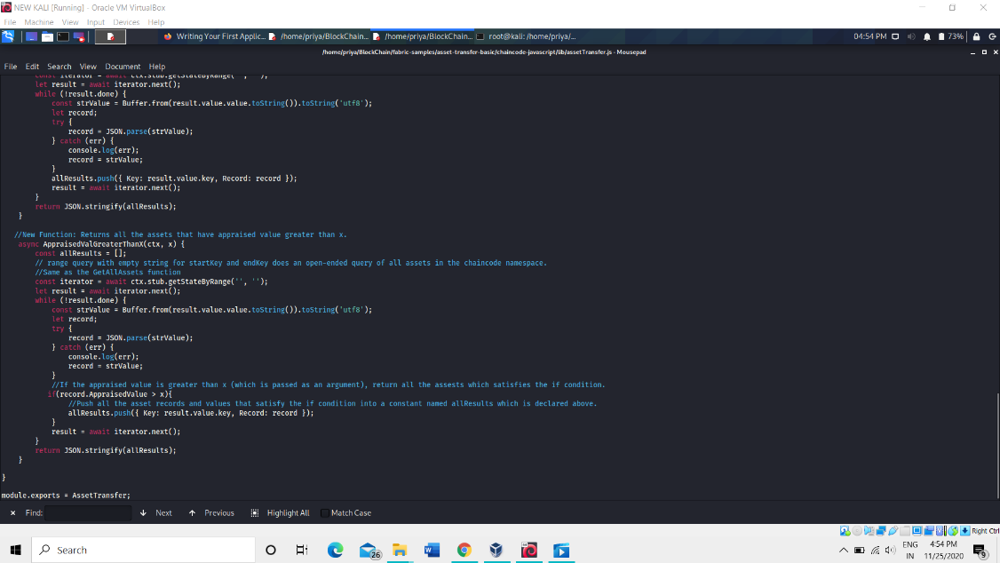 NEW KALI [Running] - Oracle VM VirtualBox
File Machine View Input Devices Help
Writing Your First Applic... /home/priya/BlockChain... /home/priya/BlockChain... root@kali: /home/priya/... 04:54 PM 73%
/home/priya/BlockChain/fabric-samples/asset-transfer-basic/chaincode-javascript/lib/assetTransfer.js - Mousepad
File Edit Search View Document Help
const iterator = await ctx.stub.getStateByRange('', '');
let result = await iterator.next();
while (!result.done) {
const strValue = Buffer.from(result.value.value.toString()).toString('utf8');
let record;
try {
record = JSON.parse(strValue);
} catch (err) {
console.log(err);
record = strValue;
}
allResults.push({ Key: result.value.key, Record: record });
result = await iterator.next();
}
return JSON.stringify(allResults);
}
//New Function: Returns all the assets that have appraised value greater than x.
async AppraisedValGreaterThanX(ctx, x) {
const allResults = [];
// range query with empty string for startKey and endKey does an open-ended query of all assets in the chaincode namespace.
//Same as the GetAllAssets function
const iterator = await ctx.stub.getStateByRange('', '');
let result = await iterator.next();
while (!result.done) {
const strValue = Buffer.from(result.value.value.toString()).toString('utf8');
let record;
try {
record = JSON.parse(strValue);
} catch (err) {
console.log(err);
record = strValue;
}
//If the appraised value is greater than x (which is passed as an argument), return all the assests which satisfies the if condition.
if(record.AppraisedValue > x){
//Push all the asset records and values that satisfy the if condition into a constant named allResults which is declared above.
allResults.push({ Key: result.value.key, Record: record });
}
result = await iterator.next();
}
return JSON.stringify(allResults);
}
}
module.exports = AssetTransfer;
Find: Next Previous Highlight All Match Case
Right Ctrl
Search 26 ENG 4:54 PM
IN 11/25/2020 9